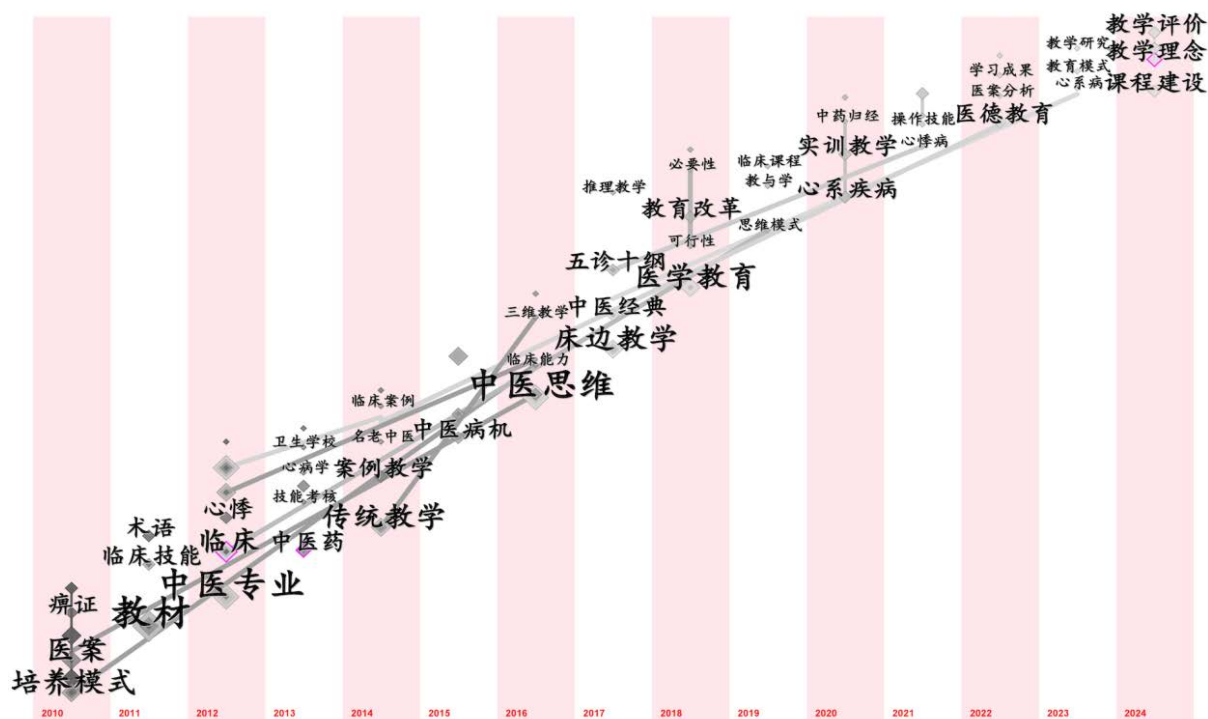 教学评价
教学研究
教学理念
学习成果
教育模式
医案分析
心系病
课程建设
中药归经
操作技能
医德教育
实训教学
心悸病
必要性
临床课程
推理教学
教与学
心系疾病
教育改革
思维模式
可行性
五诊十纲
医学教育
三维教学
中医经典
床边教学
临床能力
中医思维
临床案例
卫生学校
名老中医
中医病机
心病学
案例教学
技能考核
心悸
传统教学
术语
临床
中医药
临床技能
中医专业
痹证
教材
医案
培养模式
2010 2011 2012 2013 2014 2015 2016 2017 2018 2019 2020 2021 2022 2023 2024